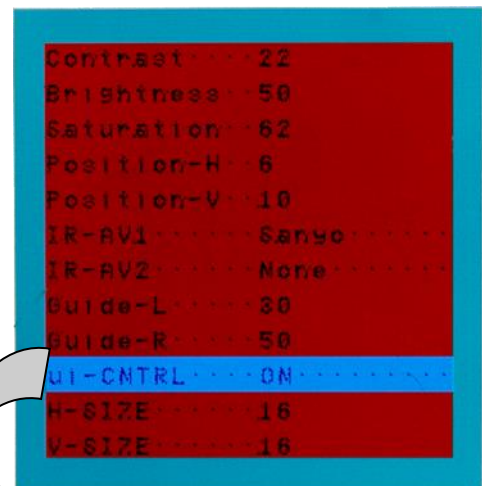 Contrast····22
Brightness··50
Saturation··62
Position-H··6
Position-V··10
IR-AV1······Sanyo······
IR-AV2······None·······
Guide-L·····30
Guide-R·····50
ui-CNTRL····ON·········
H-SIZE······16
V-SIZE······16